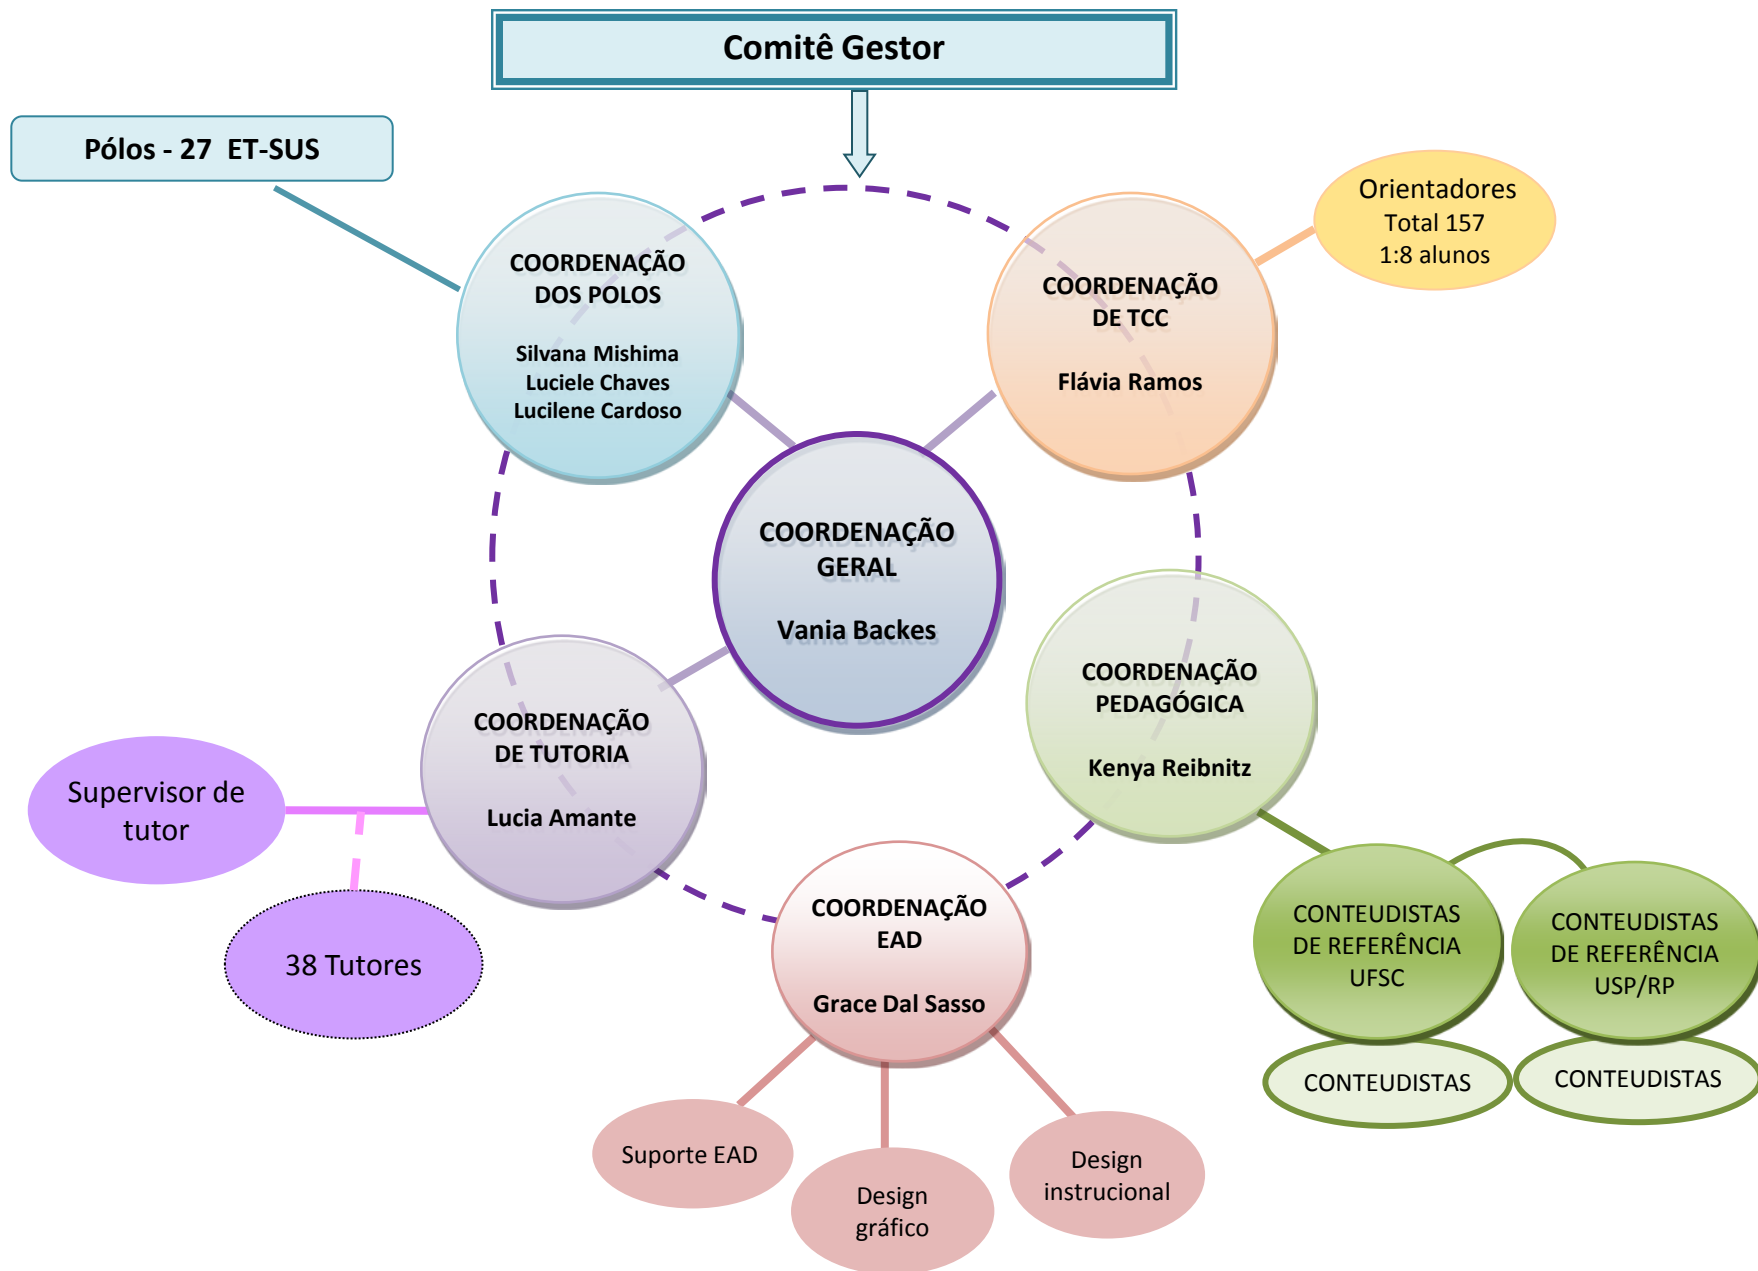 Comitê Gestor
Pólos - 27 ET-SUS
COORDENAÇÃO
DOS POLOS
Silvana Mishima
Luciele Chaves
Lucilene Cardoso
COORDENAÇÃO
DE TCC
Flávia Ramos
Orientadores
Total 157
1:8 alunos
COORDENAÇÃO
GERAL
Vania Backes
COORDENAÇÃO
DE TUTORIA
Lucia Amante
Supervisor de
tutor
38 Tutores
COORDENAÇÃO
PEDAGÓGICA
Kenya Reibnitz
COORDENAÇÃO
EAD
Grace Dal Sasso
CONTEUDISTAS
DE REFERÊNCIA
UFSC
CONTEUDISTAS
DE REFERÊNCIA
USP/RP
CONTEUDISTAS
CONTEUDISTAS
Suporte EAD
Design
gráfico
Design
instrucional